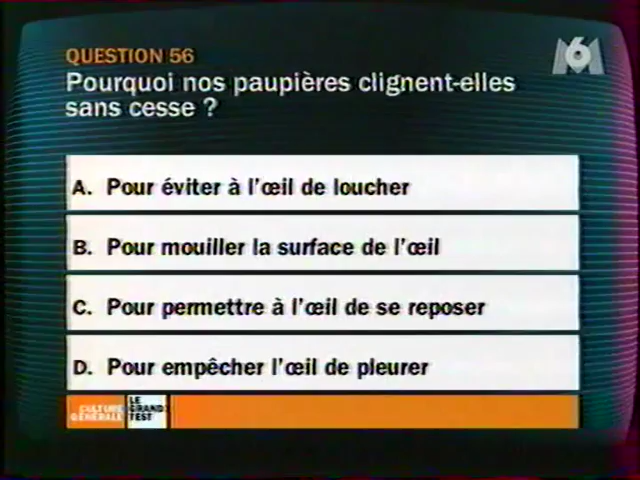 QUESTION 56
M6
Pourquoi nos paupières clignent-elles
sans cesse ?
A. Pour éviter à l'œil de loucher
B. Pour mouiller la surface de l'œil
C. Pour permettre à l'œil de se reposer
D. Pour empêcher l'œil de pleurer
CULTURE
GÉNÉRALE
LE
GRAND
TEST